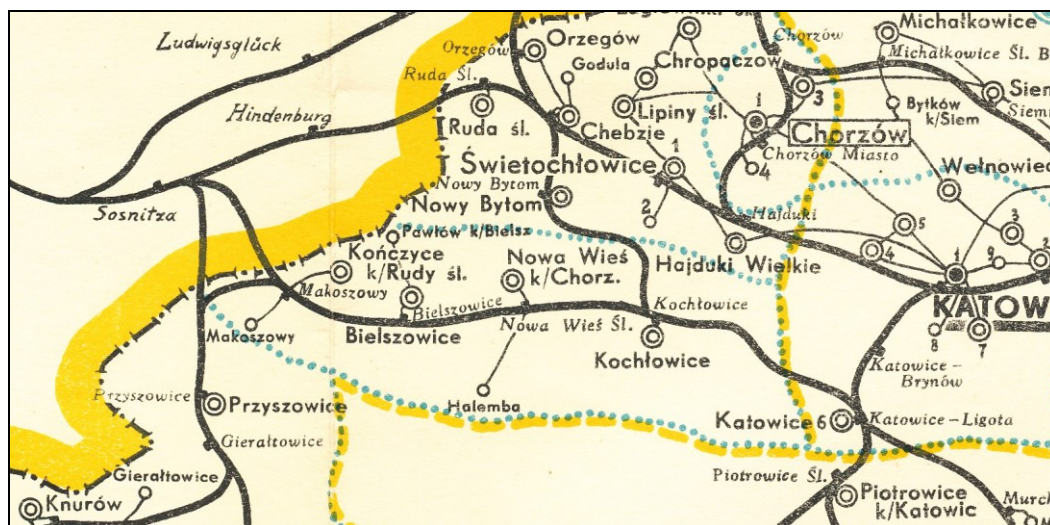 Ludwigsglück
Orzegów
Orzegów
Godula
Chropaczów
Chorzów
Michałkowice
Michałkowice Śl. B
Ruda Śl.
Ruda śl.
Hindenburg
Chebzie
Lipiny śl.
1
3
Siem
Bytków
k/Siem
Chorzów
Chorzów Miasto
4
Świetochłowice
1
2
Wełnowiec
Nowy Bytom
Nowy Bytom
Sosnitza
Hajduki
Hajduki Wielkie
5
4
3
1
9
2
Pawłów k/Bielsz
Kończyce
k/Rudy śl.
Nowa Wieś
k/Chorz.
Makoszowy
Makoszowy
Bielszowice
Bielszowice
Nowa Wieś Śl.
Kochłowice
Kochłowice
KATOW
8
7
Katowice -
Brynów
Halemba
Przyszowice
Przyszowice
Gierałtowice
Gierałtowice
Katowice 6
Katowice - Ligota
Knurów
Piotrowice Śl.
Piotrowice
k/Katowic
Murck